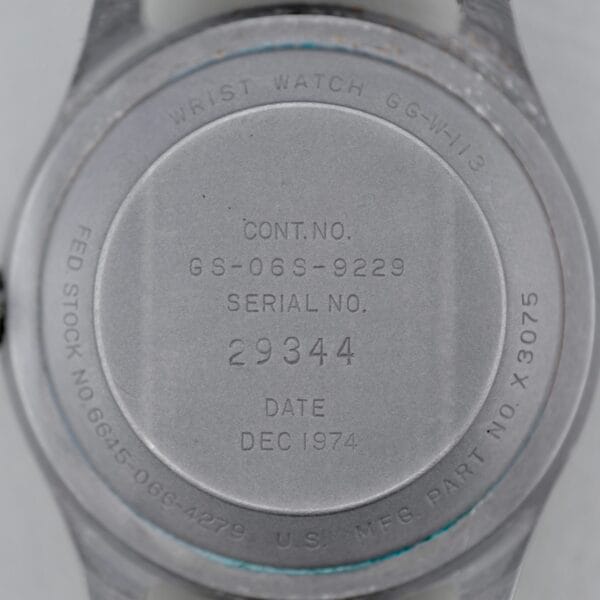 WRIST WATCH GG-W-113
CONT. NO.
GS-06S-9229
SERIAL NO.
29344
DATE
DEC 1974
FED. STOCK NO. 6645-066-4279 U.S. MFG PART NO. X3075